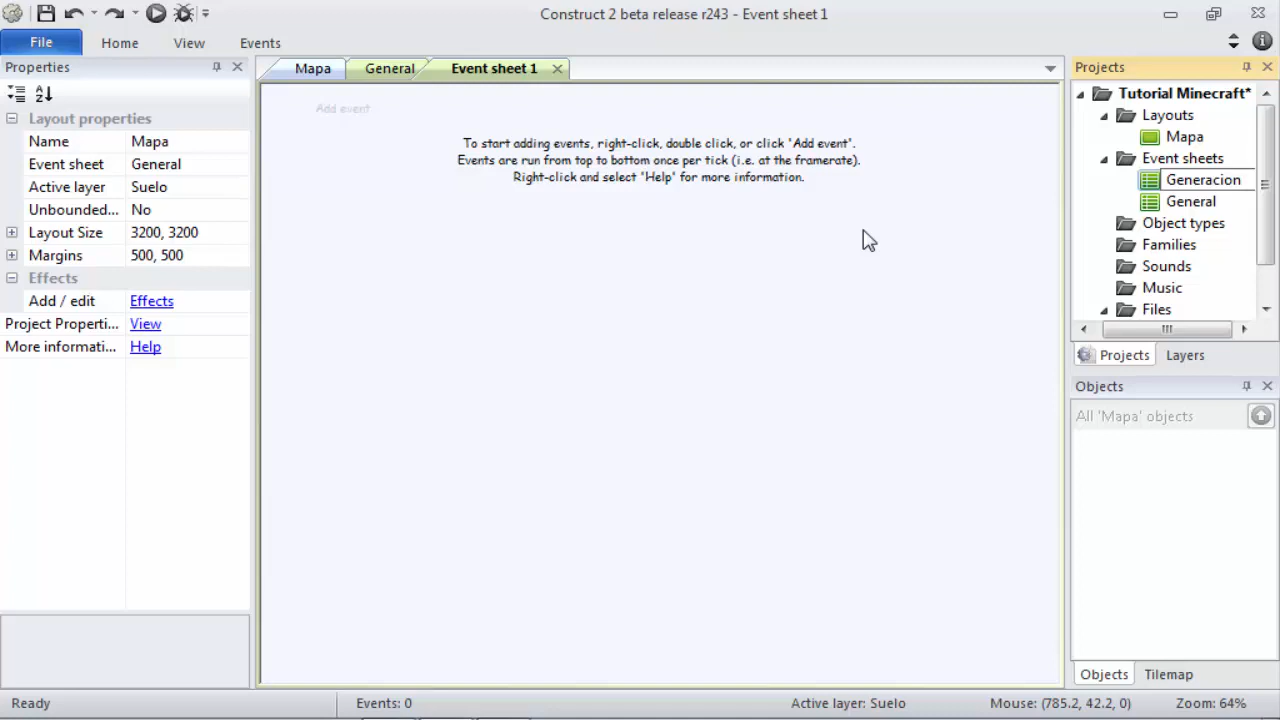 Construct 2 beta release r243 - Event sheet 1
File
Home
View
Events
Properties
Layout properties
Name Mapa
Event sheet General
Active layer Suelo
Unbounded... No
Layout Size 3200, 3200
Margins 500, 500
Effects
Add / edit Effects
Project Properti... View
More informati... Help
Mapa
General
Event sheet 1
Add event
To start adding events, right-click, double click, or click 'Add event'.
Events are run from top to bottom once per tick (i.e. at the framerate).
Right-click and select 'Help' for more information.
Projects
Tutorial Minecraft*
Layouts
Mapa
Event sheets
Generacion
General
Object types
Families
Sounds
Music
Files
Projects
Layers
Objects
All 'Mapa' objects
Objects
Tilemap
Ready
Events: 0
Active layer: Suelo
Mouse: (785.2, 42.2, 0)
Zoom: 64%